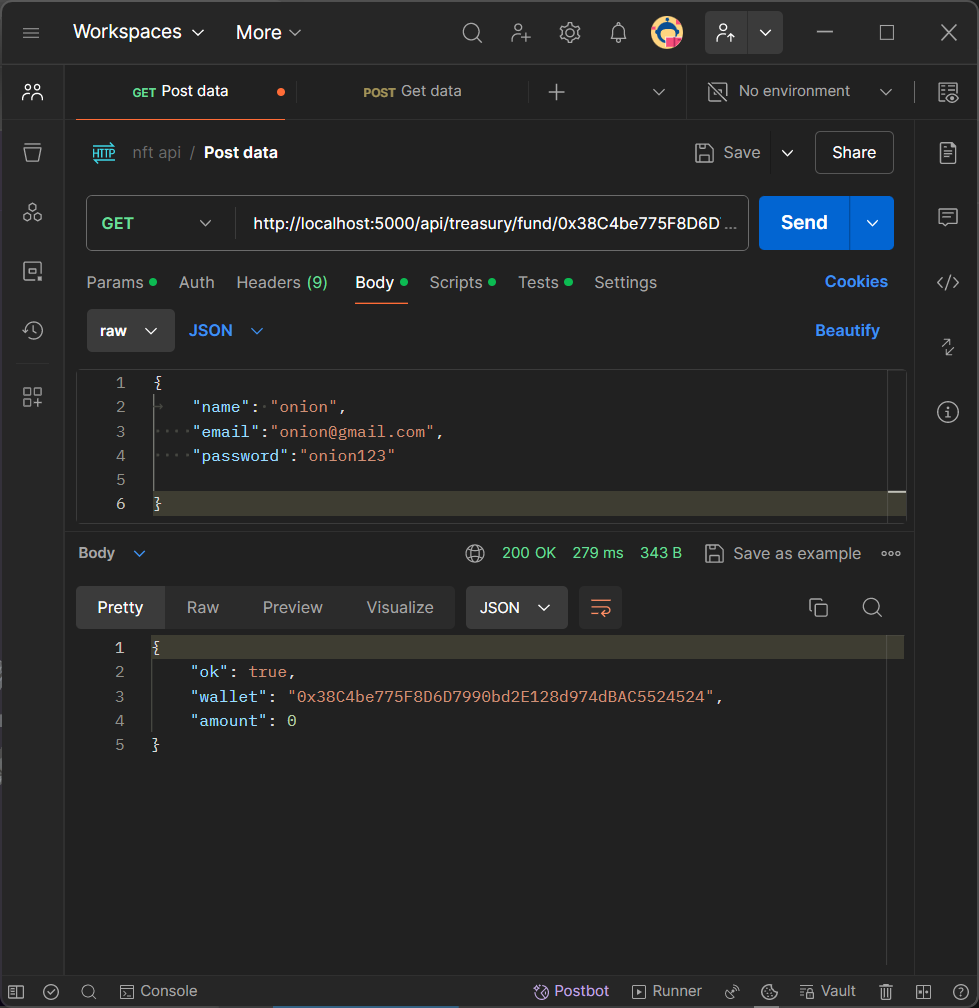 Workspaces More
GET Post data POST Get data No environment
HTTP nft api / Post data Save Share
GET http://localhost:5000/api/treasury/fund/0x38C4be775F8D6D ... Send
Params Auth Headers (9) Body Scripts Tests Settings Cookies
raw JSON Beautify
1 {
2 "name": "onion",
3 "email":"onion@gmail.com",
4 "password":"onion123"
5
6 }
Body 200 OK 279 ms 343 B Save as example
Pretty Raw Preview Visualize JSON
1 {
2 "ok": true,
3 "wallet": "0x38C4be775F8D6D7990bd2E128d974dBAC5524524",
4 "amount": 0
5 }
Console Postbot Runner Vault